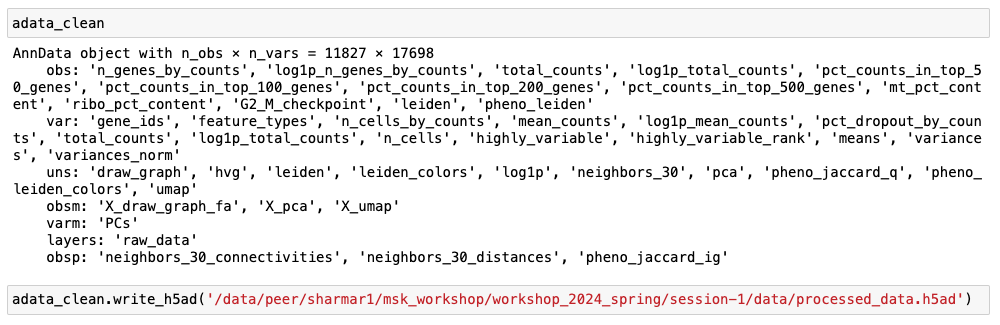 adata_clean
AnnData object with n_obs × n_vars = 11827 × 17698
    obs: 'n_genes_by_counts', 'log1p_n_genes_by_counts', 'total_counts', 'log1p_total_counts', 'pct_counts_in_top_5
0_genes', 'pct_counts_in_top_100_genes', 'pct_counts_in_top_200_genes', 'pct_counts_in_top_500_genes', 'mt_pct_cont
ent', 'ribo_pct_content', 'G2_M_checkpoint', 'leiden', 'pheno_leiden'
    var: 'gene_ids', 'feature_types', 'n_cells_by_counts', 'mean_counts', 'log1p_mean_counts', 'pct_dropout_by_coun
ts', 'total_counts', 'log1p_total_counts', 'n_cells', 'highly_variable', 'highly_variable_rank', 'means', 'variance
s', 'variances_norm'
    uns: 'draw_graph', 'hvg', 'leiden', 'leiden_colors', 'log1p', 'neighbors_30', 'pca', 'pheno_jaccard_q', 'pheno_
leiden_colors', 'umap'
    obsm: 'X_draw_graph_fa', 'X_pca', 'X_umap'
    varm: 'PCs'
    layers: 'raw_data'
    obsp: 'neighbors_30_connectivities', 'neighbors_30_distances', 'pheno_jaccard_ig'
adata_clean.write_h5ad('/data/peer/sharmar1/msk_workshop/workshop_2024_spring/session-1/data/processed_data.h5ad')